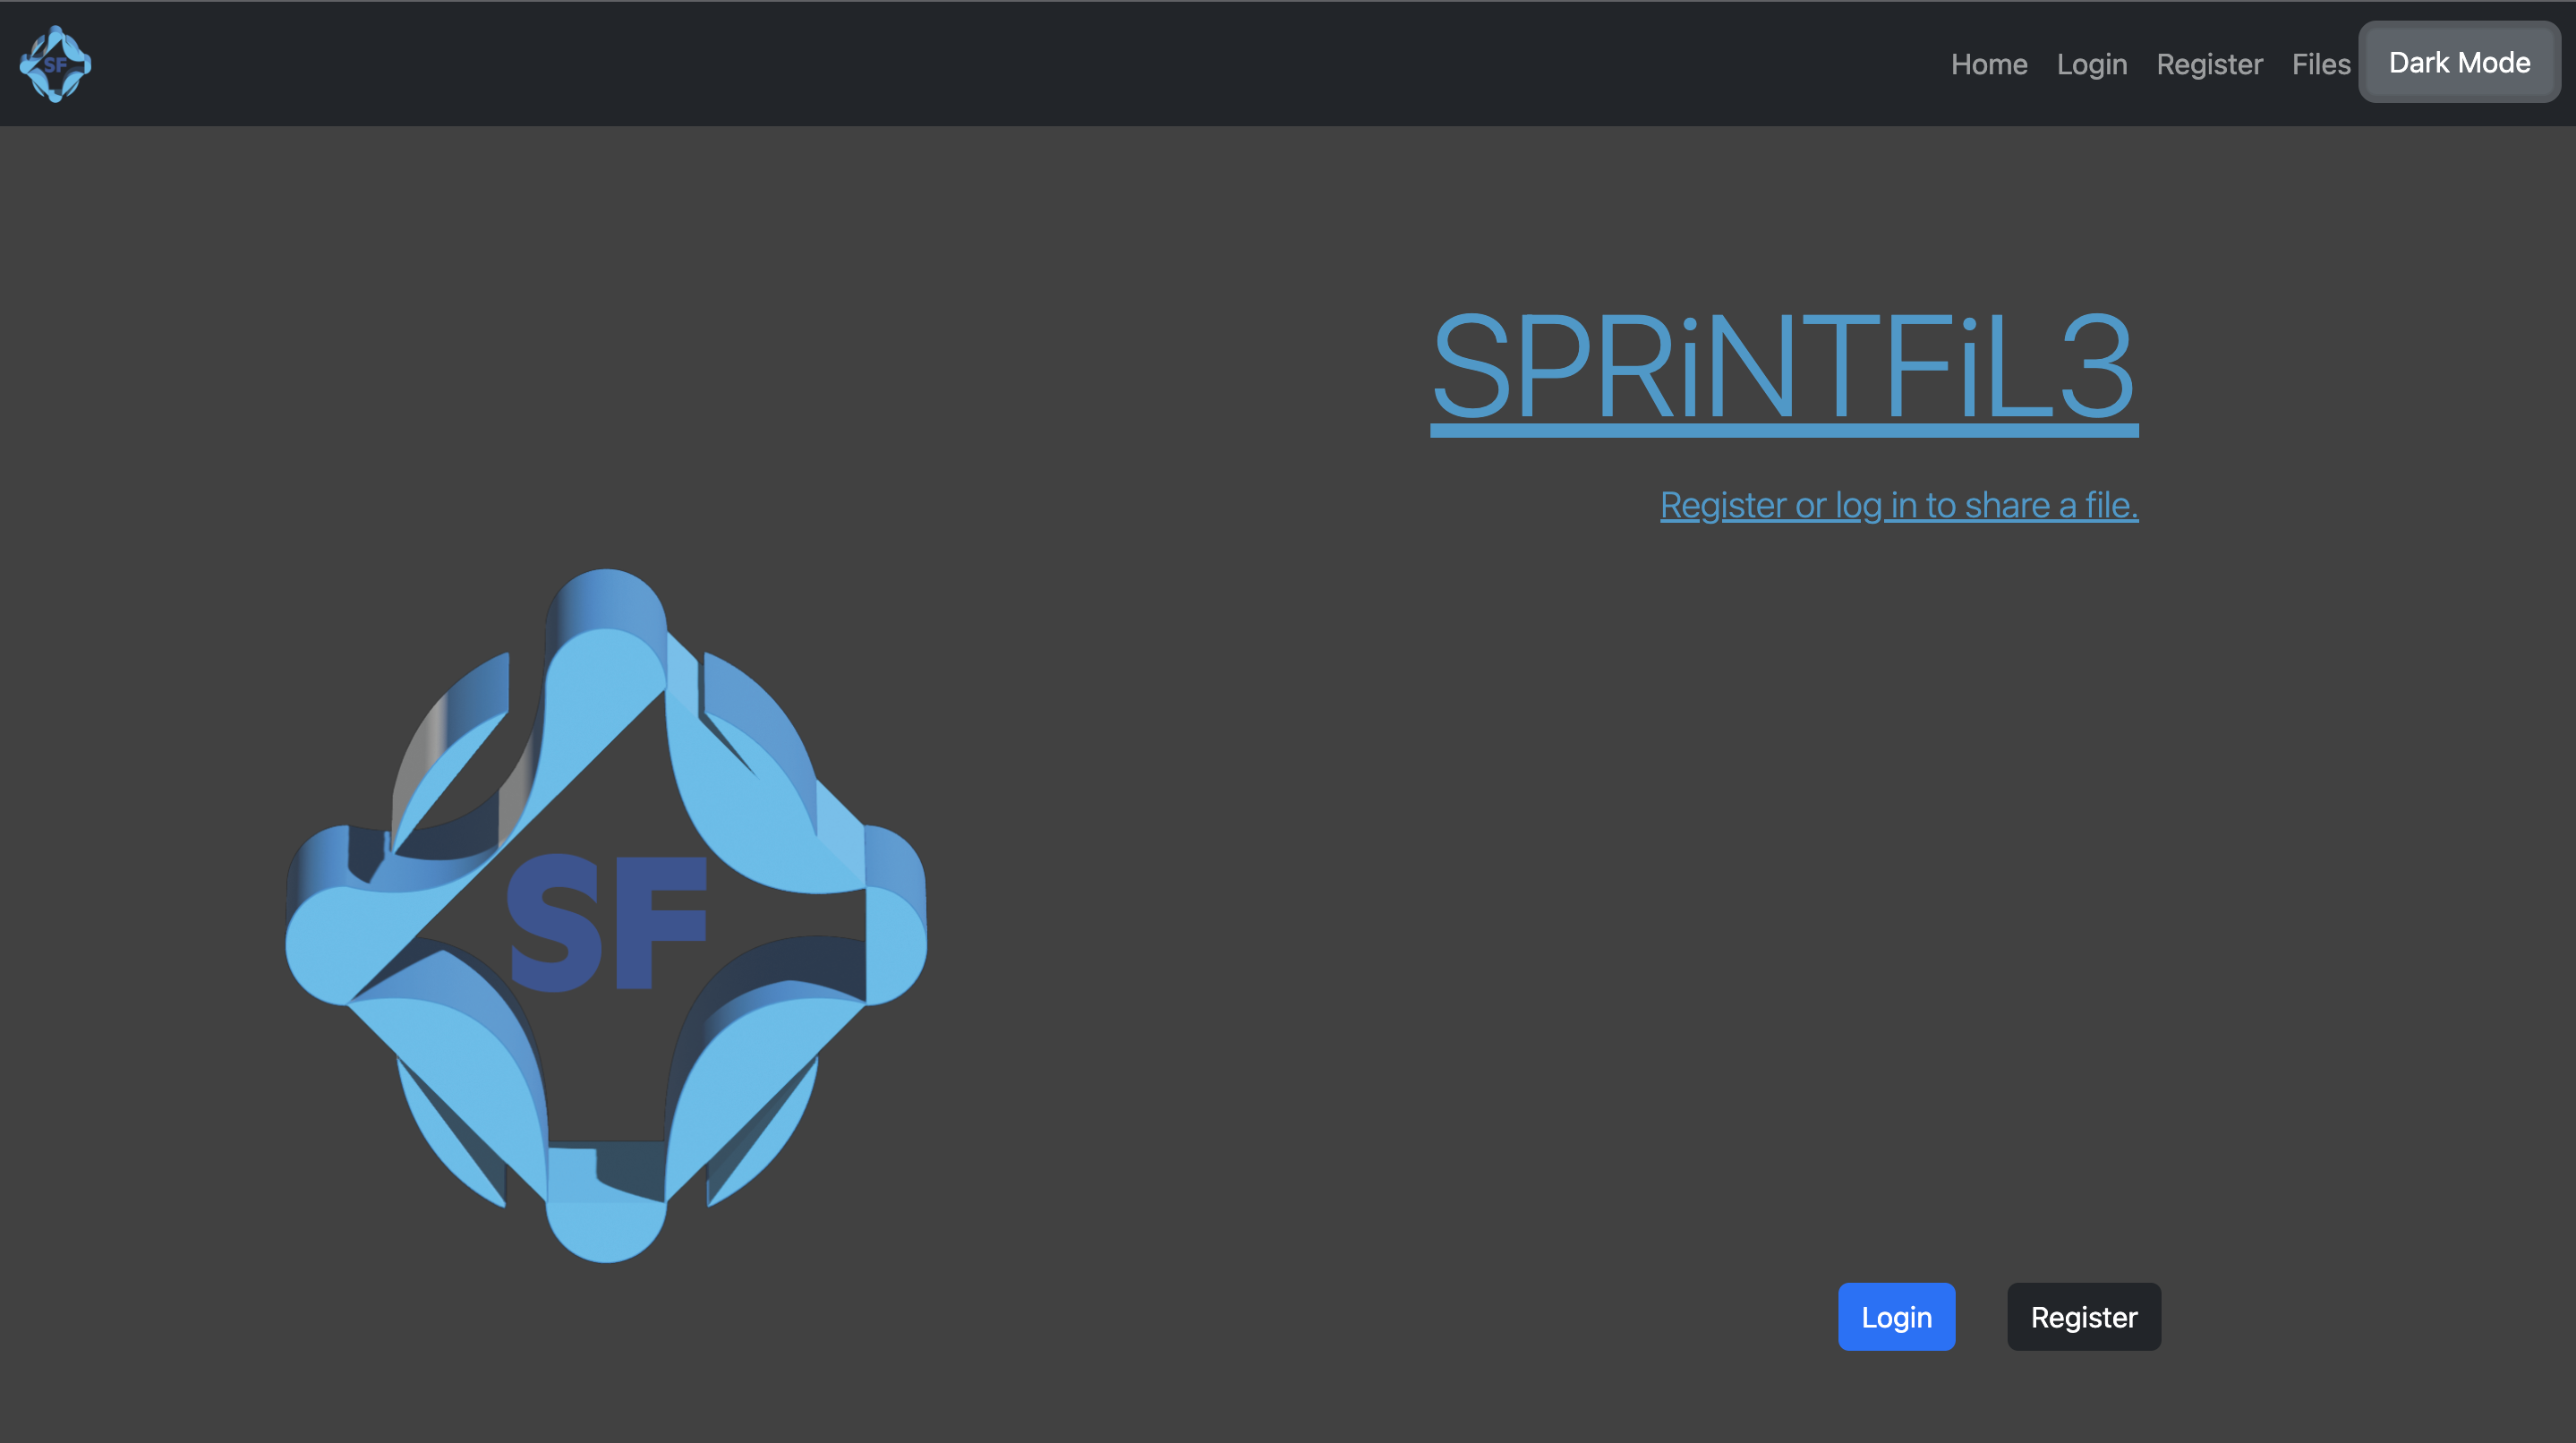 SF
Home Login Register Files Dark Mode
SPRiNTFiL3
Register or log in to share a file.
SF
Login Register